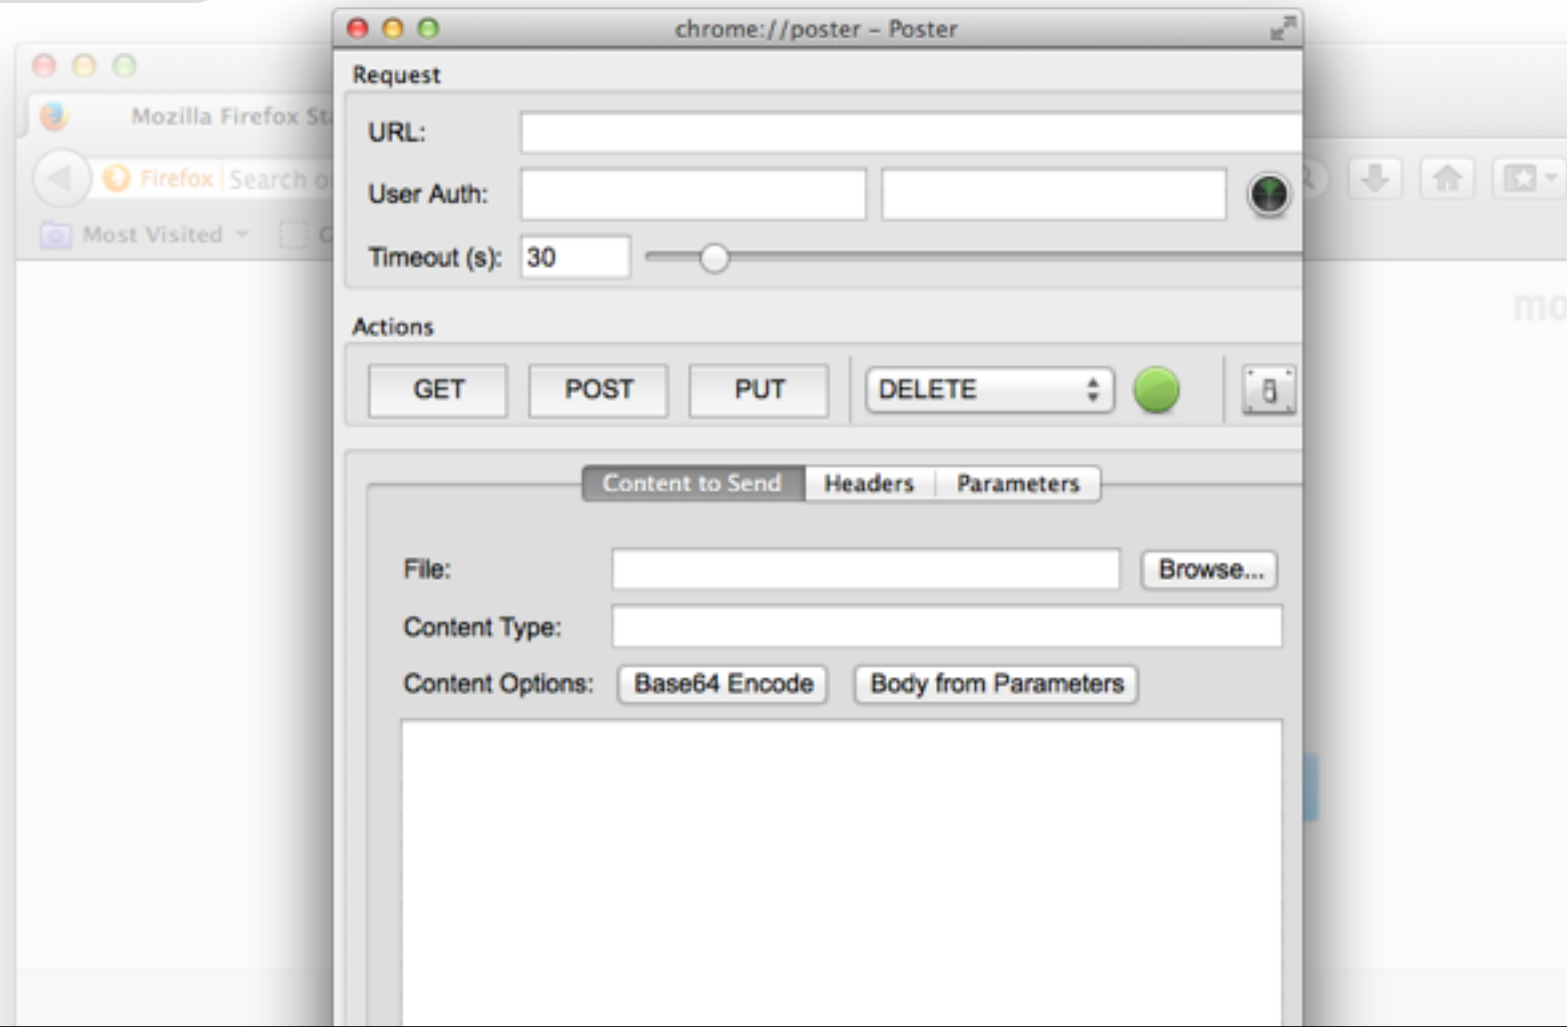 chrome://poster – Poster
Mozilla Firefox Sta
Firefox Search o
Most Visited
mo
Request
URL:
User Auth:
Timeout (s): 30
Actions
GET POST PUT DELETE
Content to Send Headers Parameters
File: Browse...
Content Type:
Content Options: Base64 Encode Body from Parameters